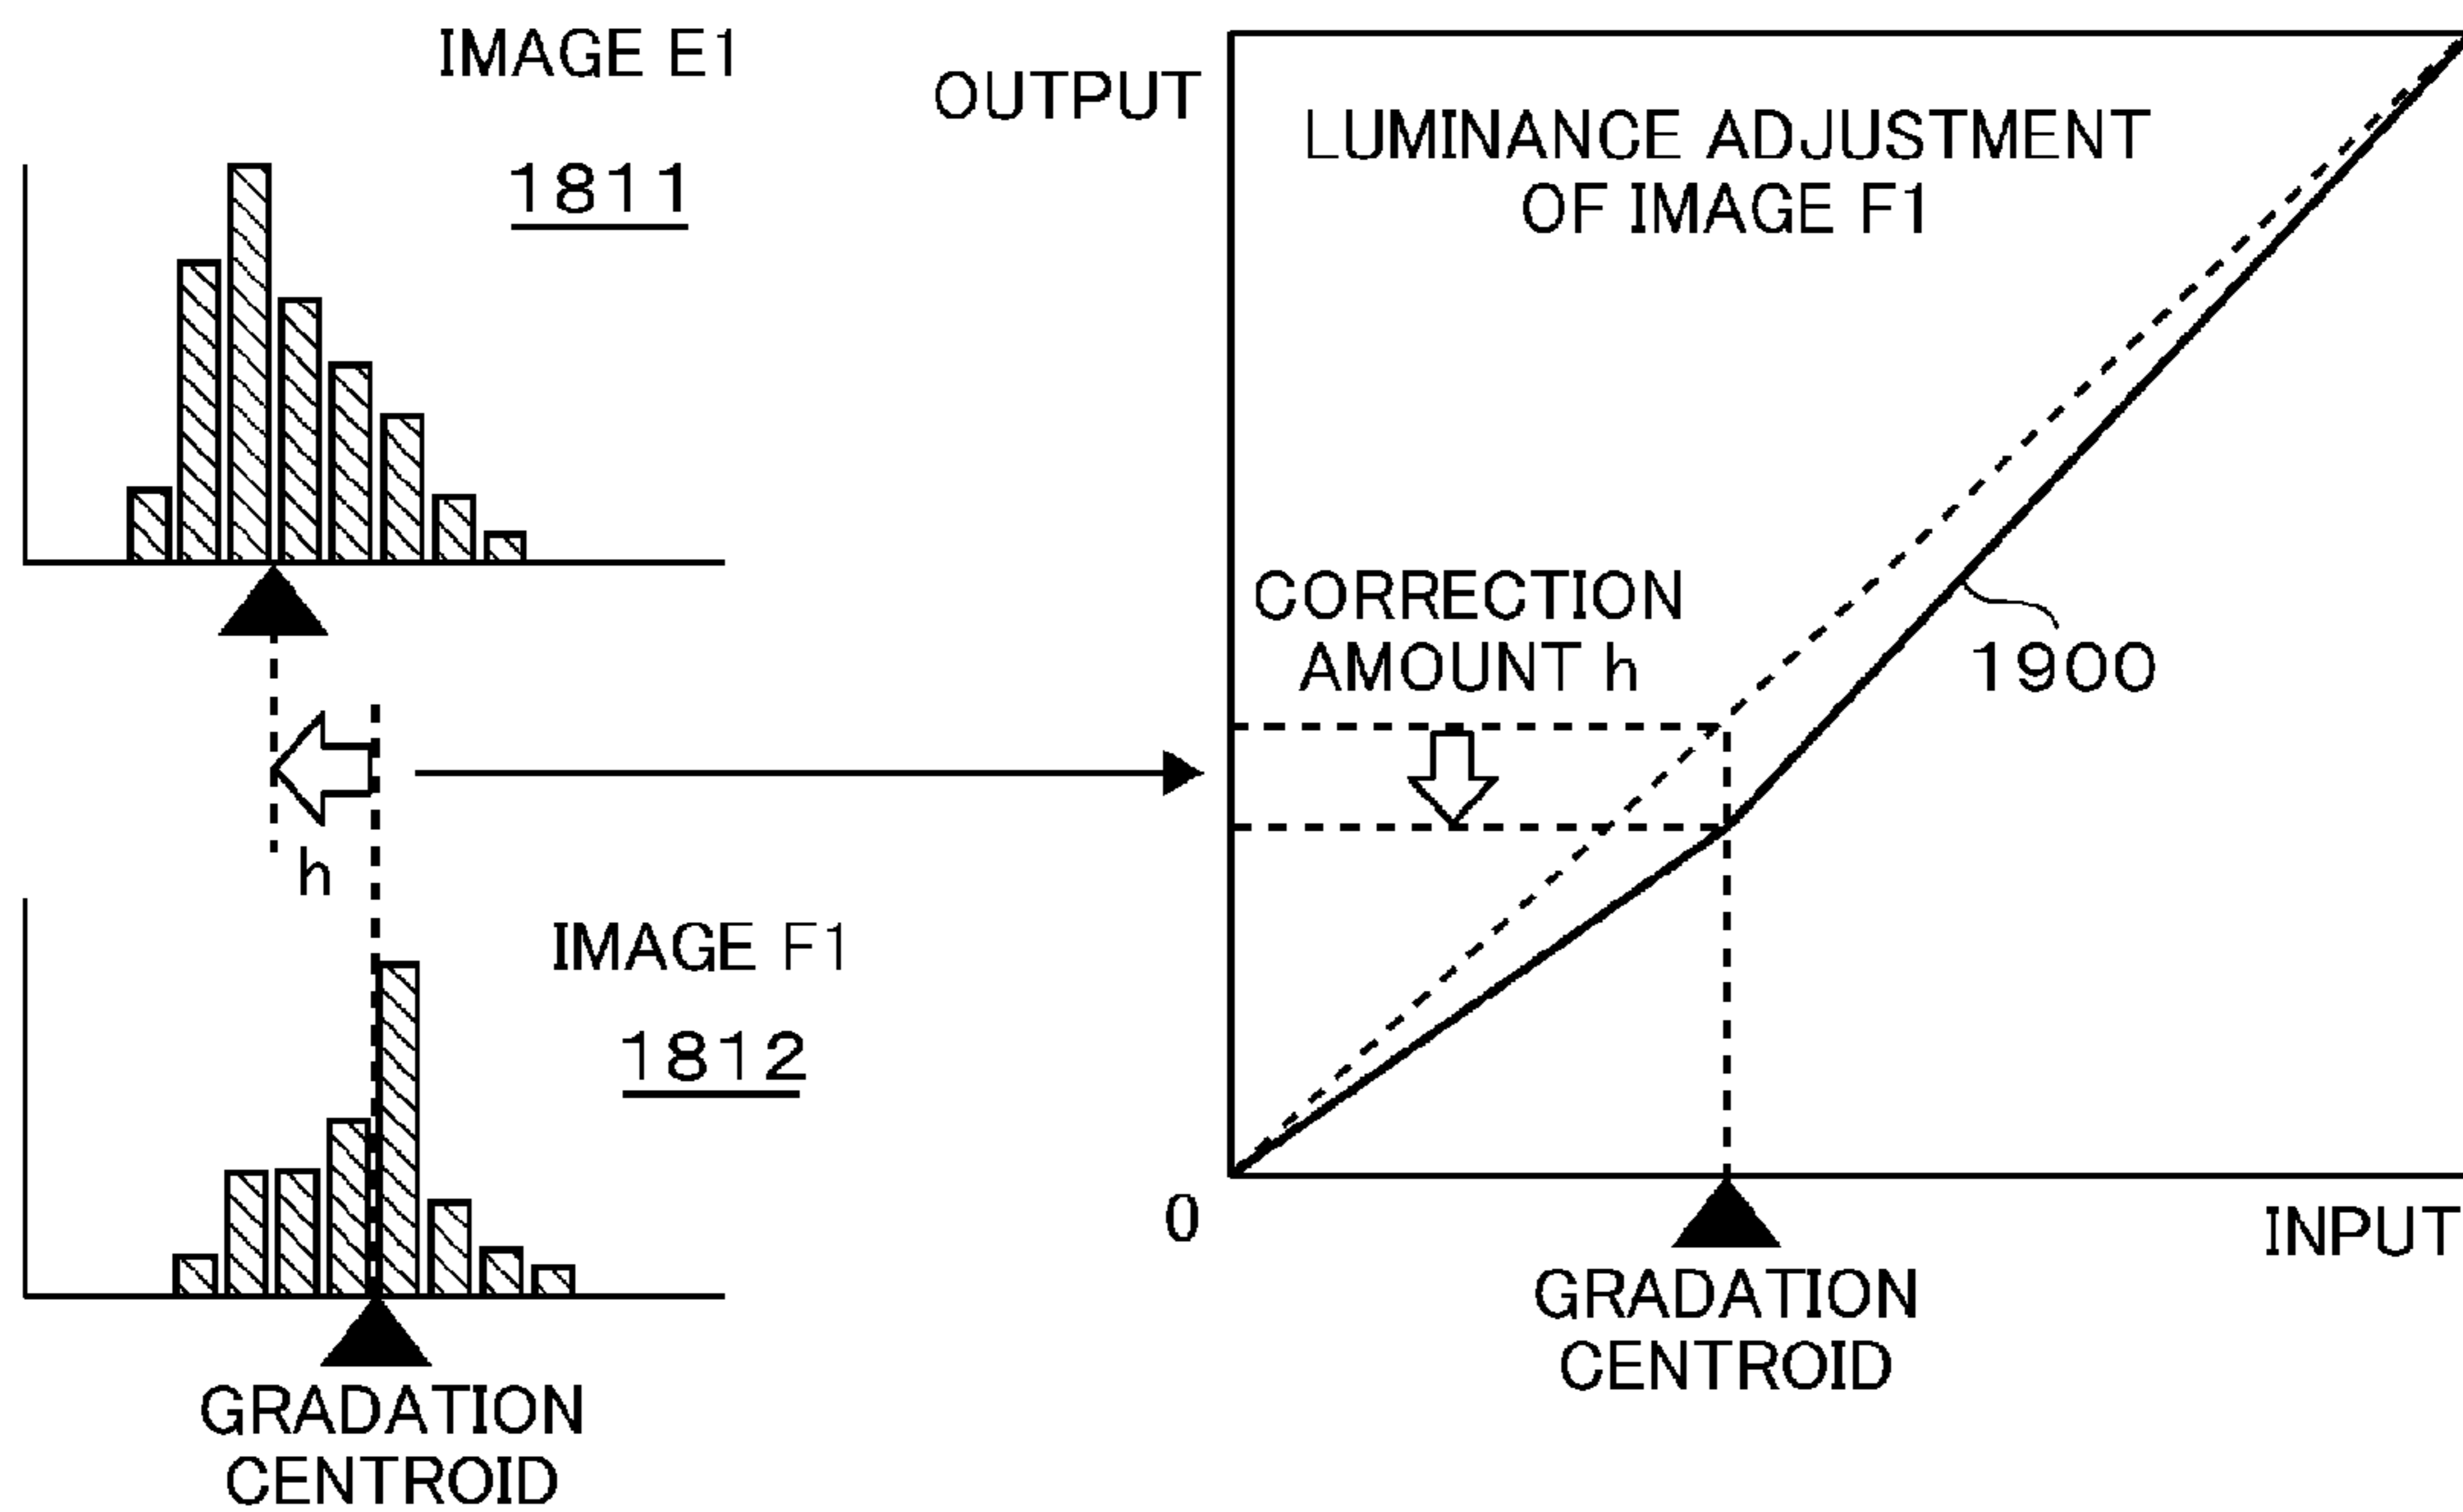 IMAGE E1
1811
h
IMAGE F1
1812
GRADATION
CENTROID
OUTPUT
LUMINANCE ADJUSTMENT
OF IMAGE F1
CORRECTION
AMOUNT h
1900
0
INPUT
GRADATION
CENTROID